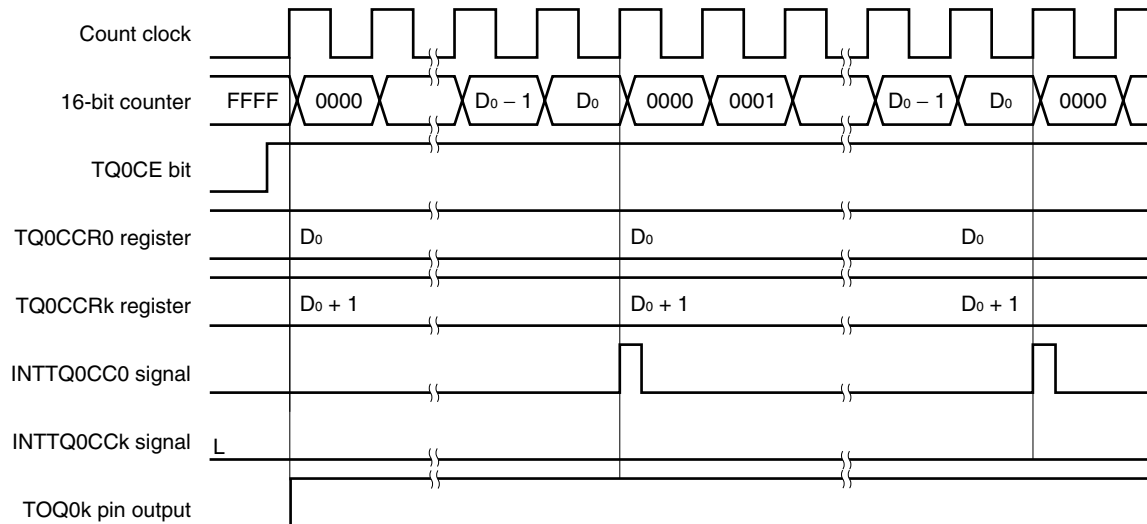 Count clock
16-bit counter FFFF 0000 D₀ − 1 D₀ 0000 0001 D₀ − 1 D₀ 0000
TQ0CE bit
TQ0CCR0 register D₀ D₀ D₀
TQ0CCRk register D₀ + 1 D₀ + 1 D₀ + 1
INTTQ0CC0 signal
INTTQ0CCk signal L
TOQ0k pin output